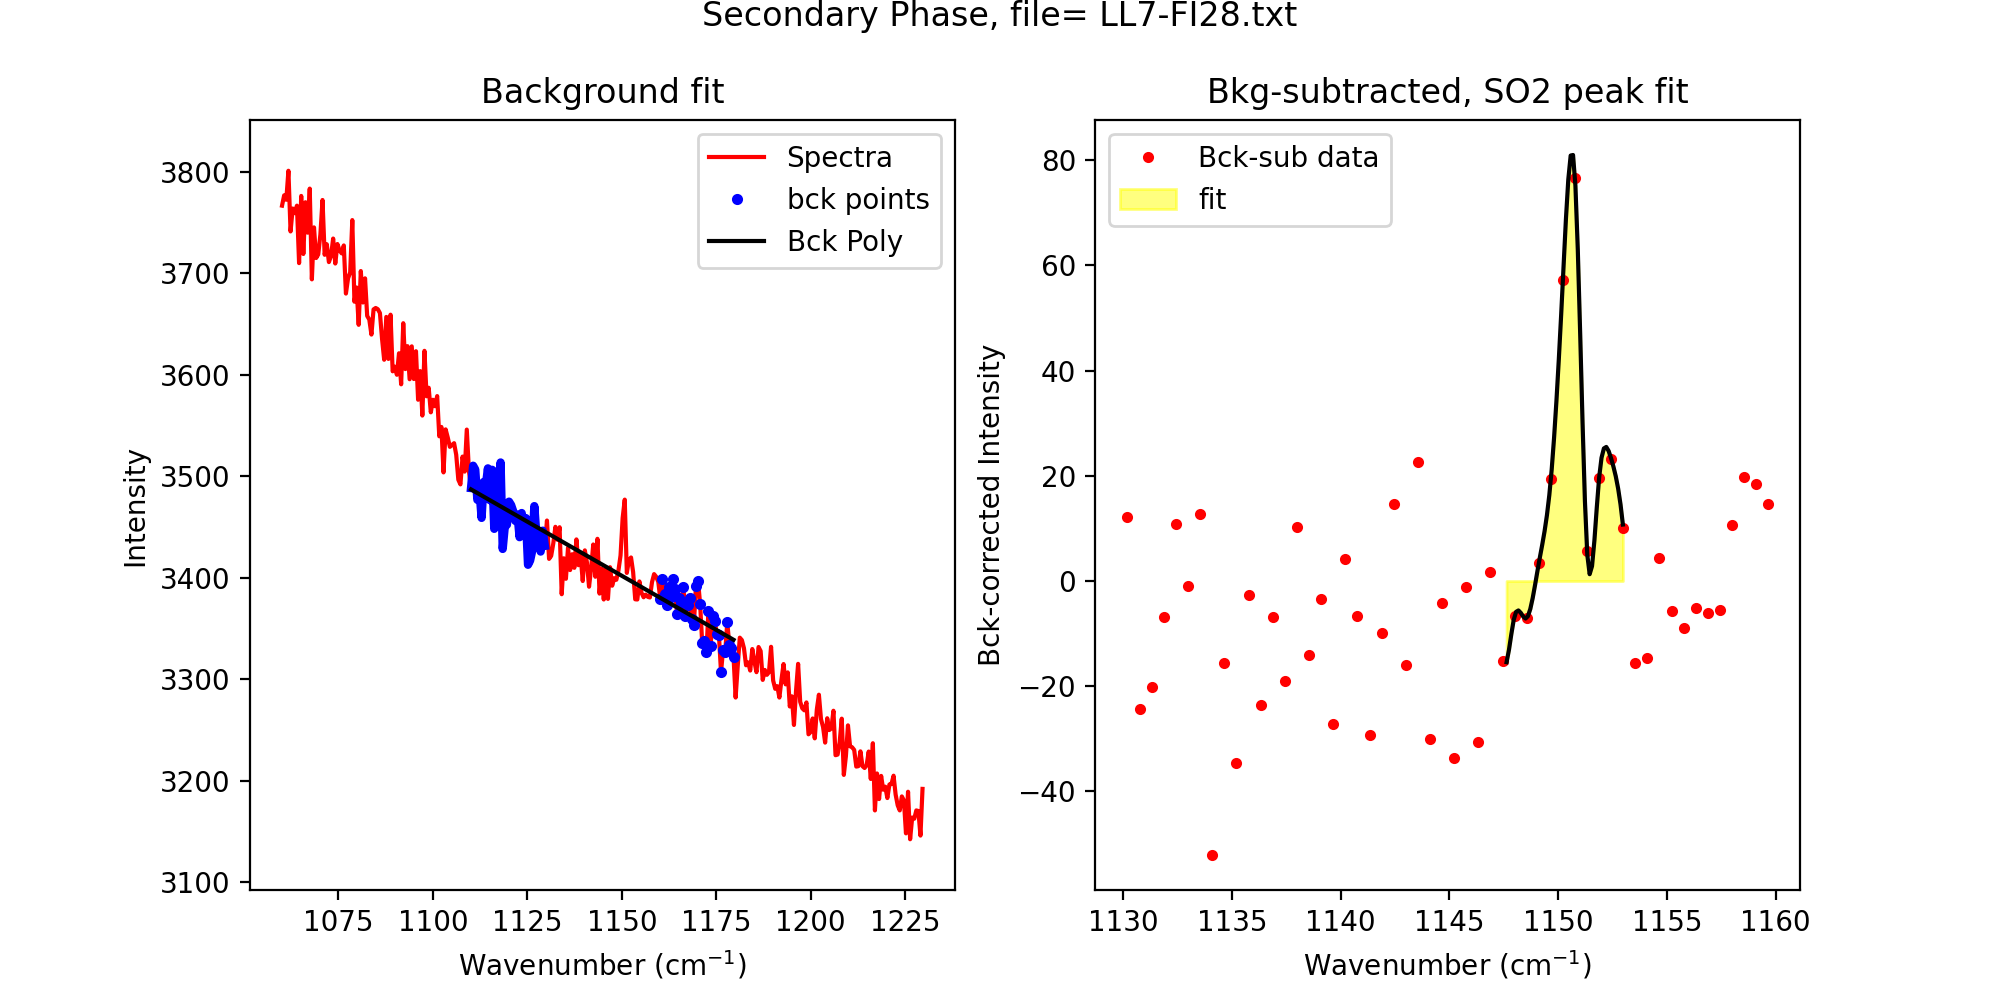 Secondary Phase, file= LL7-FI28.txt
Background fit
Spectra
bck points
Bck Poly
3800
3700
3600
3500
3400
3300
3200
3100
Intensity
1075 1100 1125 1150 1175 1200 1225
Wavenumber (cm⁻¹)
Bkg-subtracted, SO2 peak fit
Bck-sub data
fit
80
60
40
20
0
−20
−40
Bck-corrected Intensity
1130 1135 1140 1145 1150 1155 1160
Wavenumber (cm⁻¹)